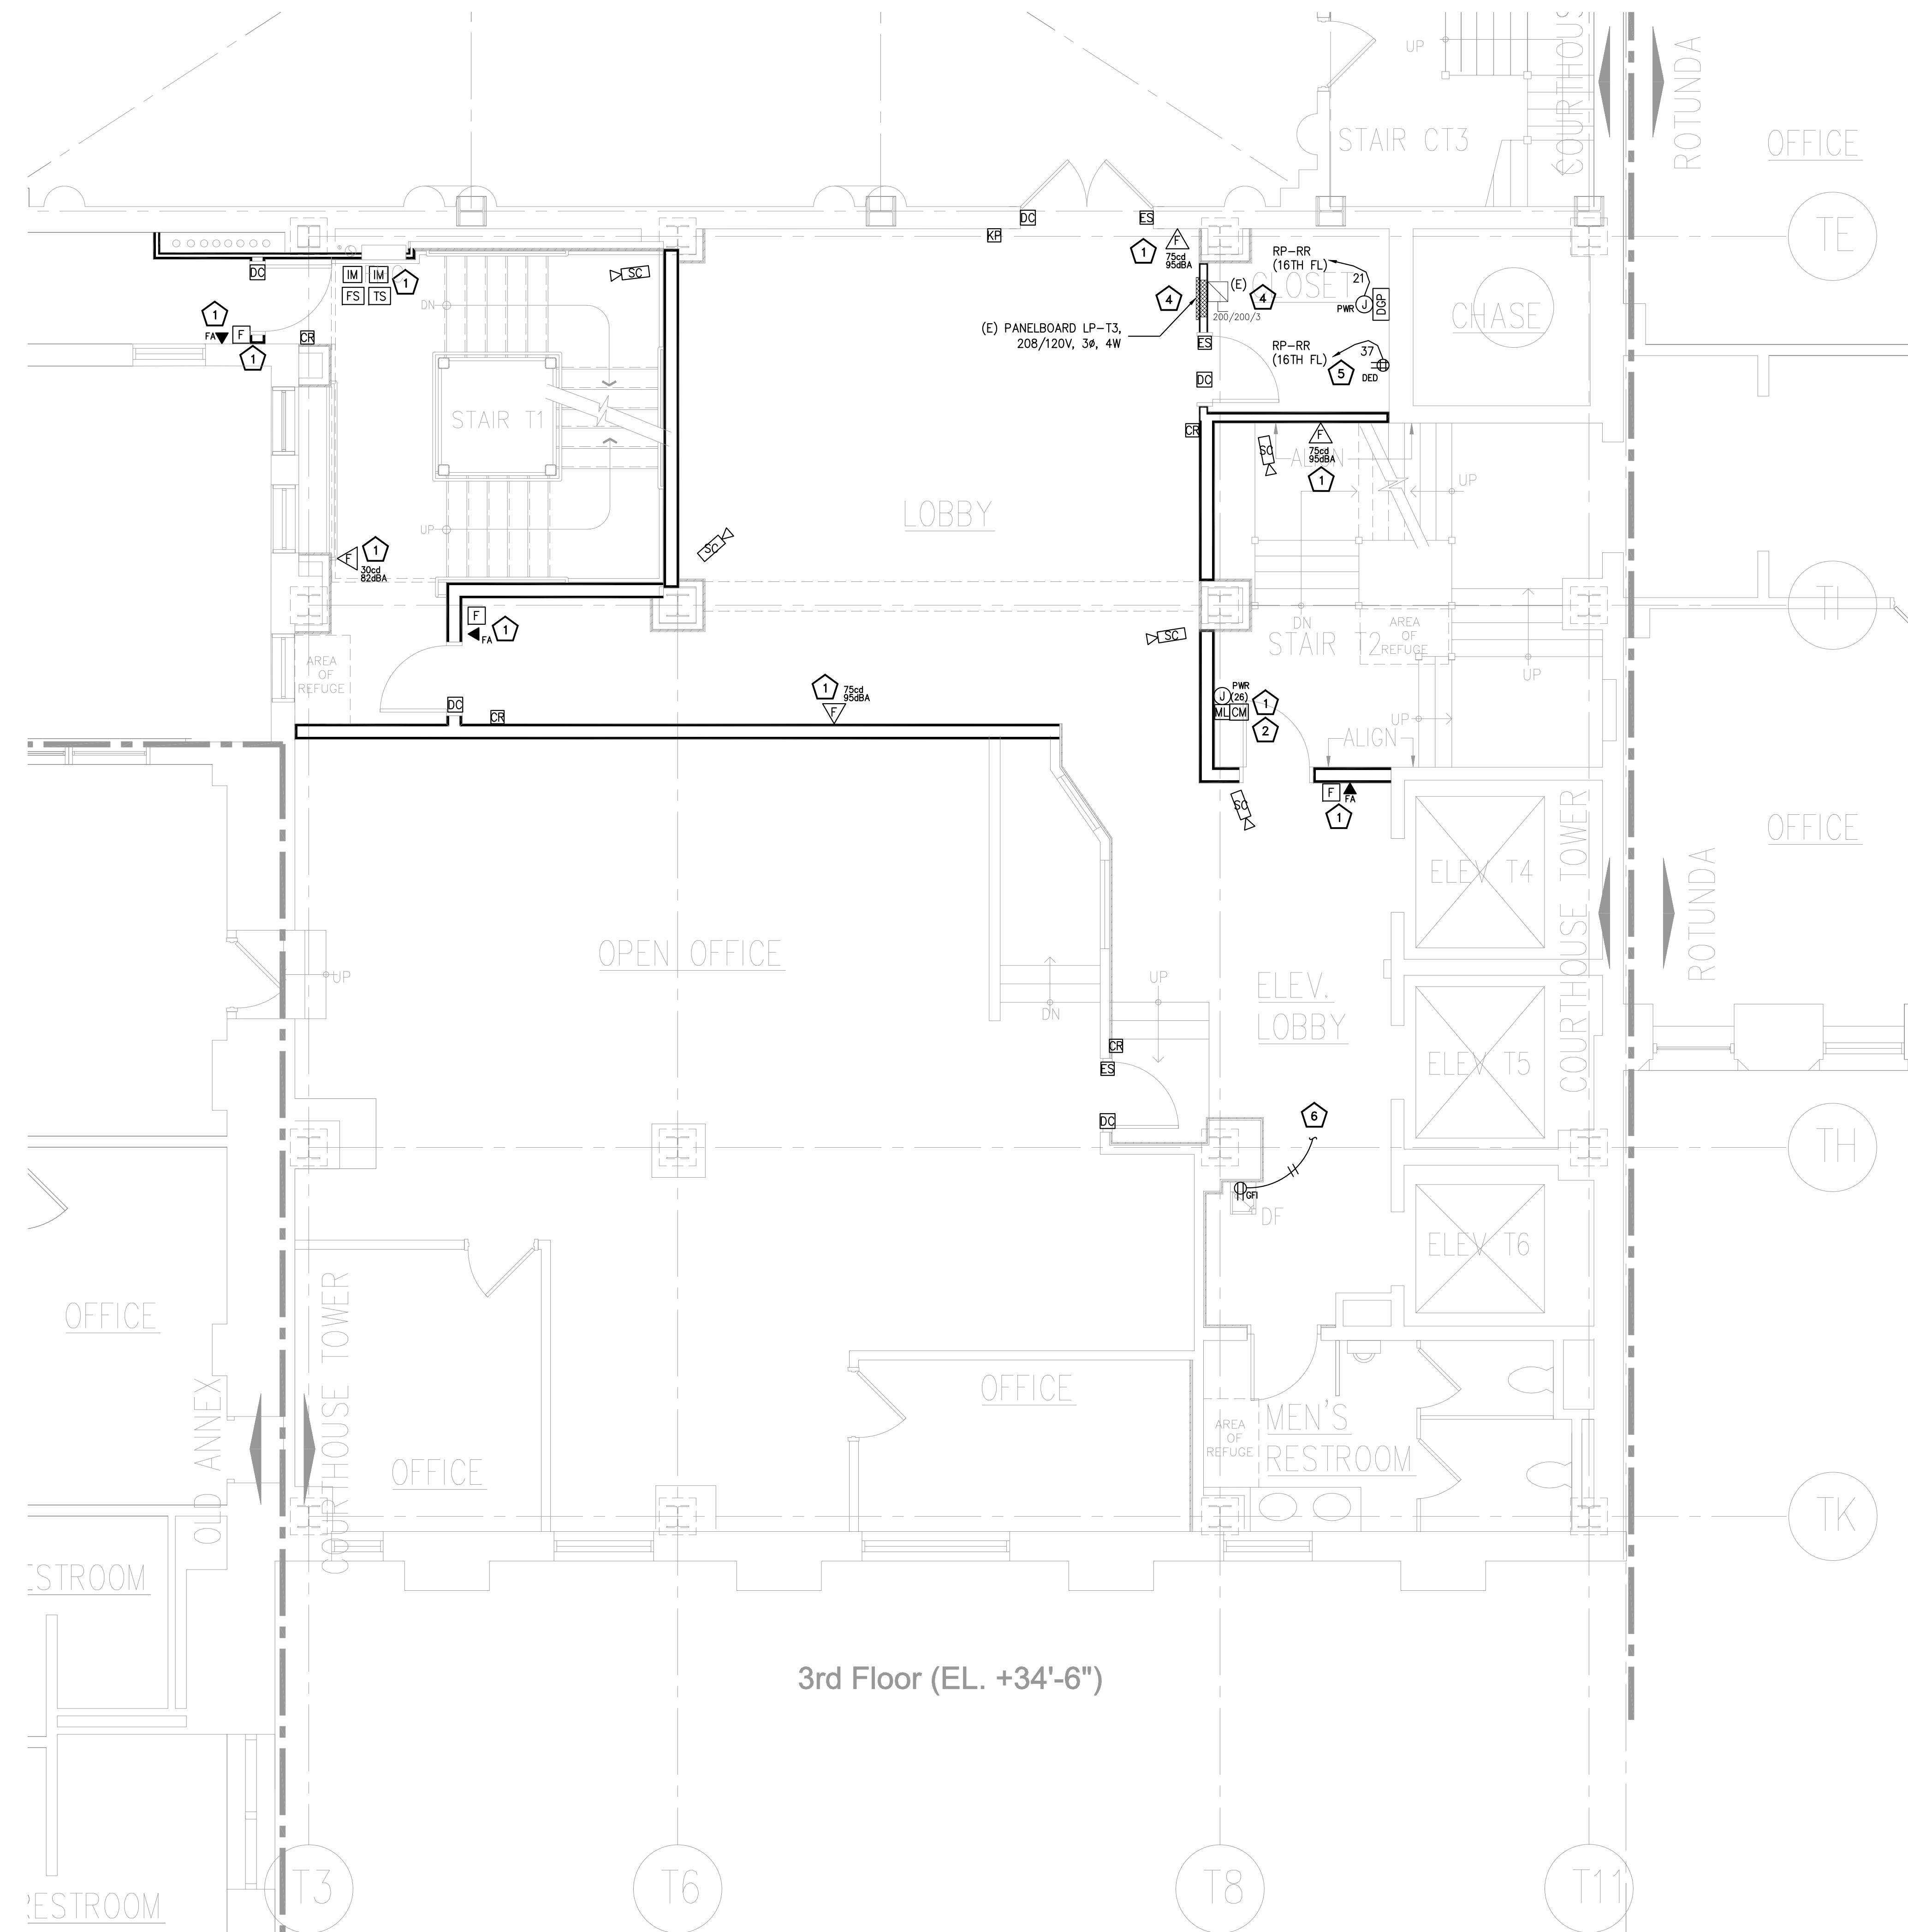 UP
COURTHOUS
ROTUNDA
OFFICE
STAIR CT3
TE
DC
ES
KP
1
F
75cd
95dBA
RP-RR
(16TH FL)
21
CLOSET
(E)
4
4
PWR
J
DGP
CHASE
200/200/3
(E) PANELBOARD LP-T3,
208/120V, 3ø, 4W
ES
RP-RR
(16TH FL)
37
5
DED
DC
DC
IM
IM
1
FS
TS
SC
DN
1
FA
F
1
CR
STAIR T1
CR
F
75cd
95dBA
SC
ALIGN
1
UP
LOBBY
UP
SC
F
1
30cd
82dBA
F
FA
1
SC
DN
STAIR T2
AREA
OF
REFUGE
TI
AREA
OF
REFUGE
UP
DC
CR
1
75cd
95dBA
F
PWR
J
(26)
1
ML
CM
2
UP
ALIGN
F
FA
1
SC
COURTHOUSE TOWER
ROTUNDA
OFFICE
ELEV T4
OPEN OFFICE
UP
UP
DN
ELEV.
LOBBY
CR
ES
DC
ELEV T5
6
TH
GFI
DF
ELEV T6
OFFICE
COURTHOUSE TOWER
OLD ANNEX
OFFICE
OFFICE
AREA
OF
REFUGE
MEN'S
RESTROOM
TK
ESTROOM
3rd Floor (EL. +34'-6")
RESTROOM
T3
T6
T8
T11